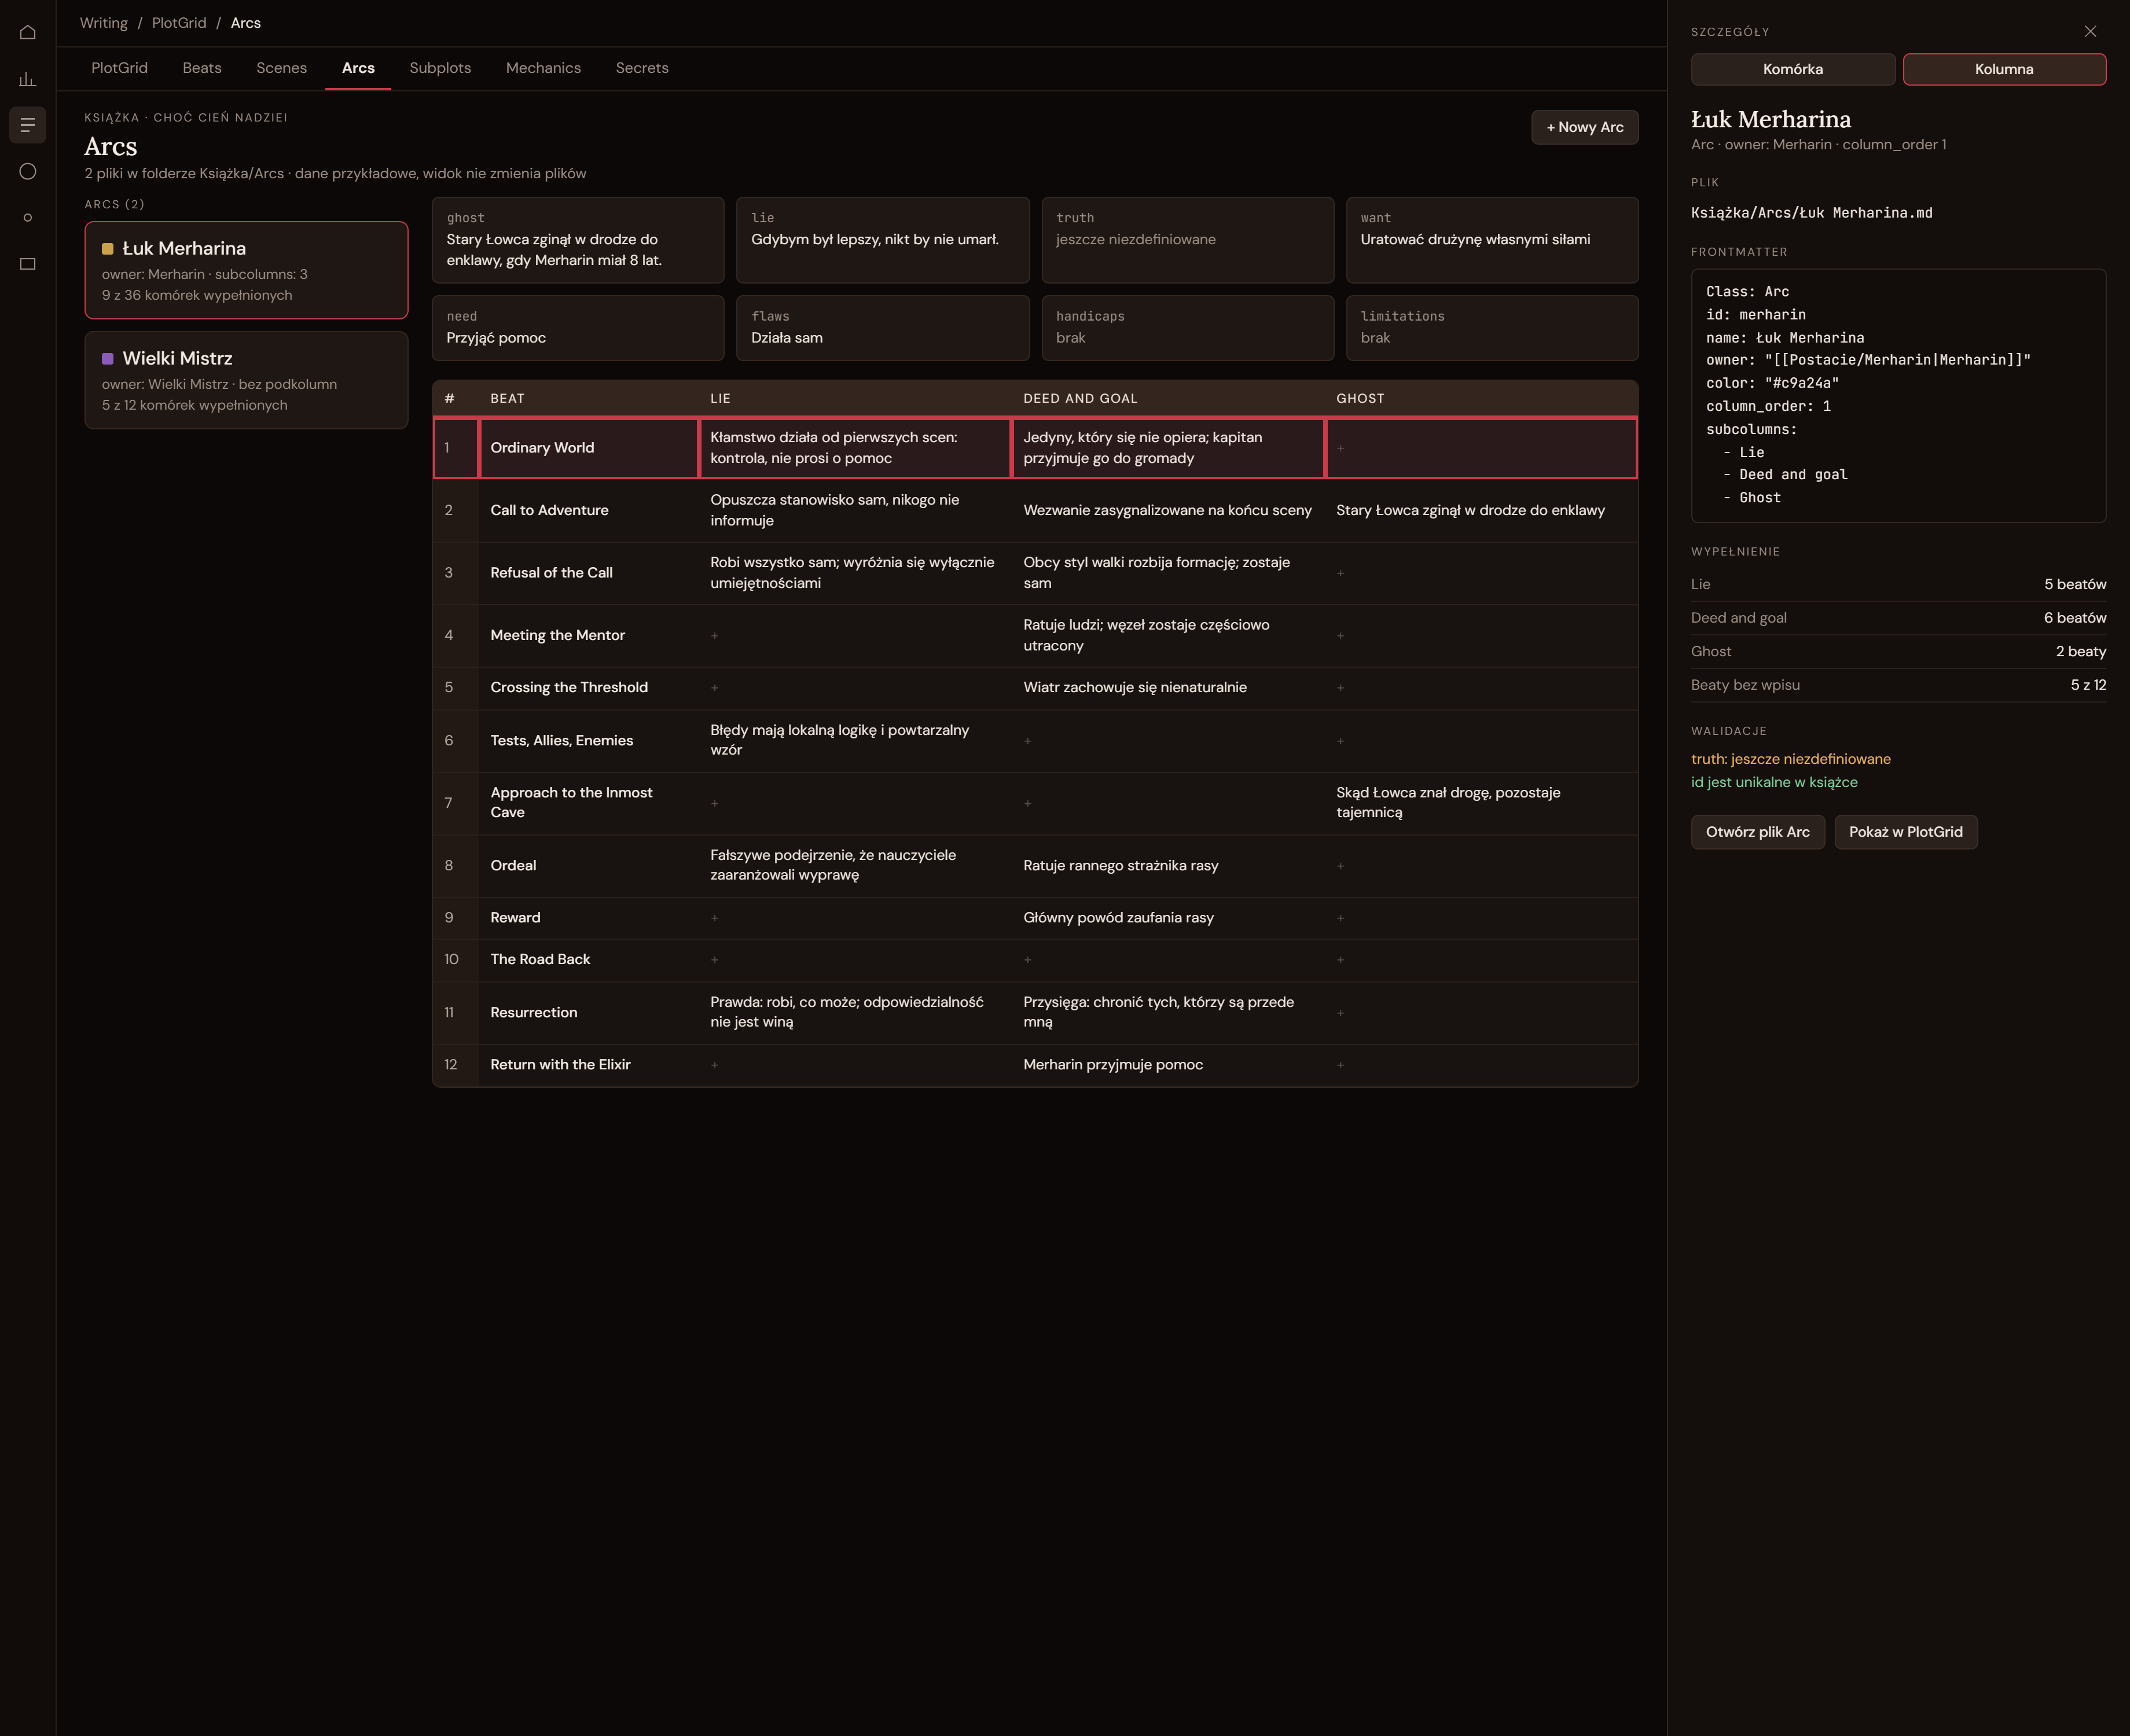 Writing / PlotGrid / Arcs
PlotGrid Beats Scenes Arcs Subplots Mechanics Secrets
KSIĄŻKA · CHOĆ CIEŃ NADZIEI
Arcs
2 pliki w folderze Książka/Arcs · dane przykładowe, widok nie zmienia plików
+ Nowy Arc
ARCS (2)
Łuk Merharina
owner: Merharin · subcolumns: 3
9 z 36 komórek wypełnionych
Wielki Mistrz
owner: Wielki Mistrz · bez podkolumn
5 z 12 komórek wypełnionych
ghost
Stary Łowca zginął w drodze do
enklawy, gdy Merharin miał 8 lat.
lie
Gdybym był lepszy, nikt by nie umarł.
truth
jeszcze niezdefiniowane
want
Uratować drużynę własnymi siłami
need
Przyjąć pomoc
flaws
Działa sam
handicaps
brak
limitations
brak
# BEAT LIE DEED AND GOAL GHOST
1 Ordinary World
Kłamstwo działa od pierwszych scen:
kontrola, nie prosi o pomoc
Jedyny, który się nie opiera; kapitan
przyjmuje go do gromady
+
2 Call to Adventure
Opuszcza stanowisko sam, nikogo nie
informuje
Wezwanie zasygnalizowane na końcu sceny
Stary Łowca zginął w drodze do enklawy
3 Refusal of the Call
Robi wszystko sam; wyróżnia się wyłącznie
umiejętnościami
Obcy styl walki rozbija formację; zostaje
sam
+
4 Meeting the Mentor
+
Ratuje ludzi; węzeł zostaje częściowo
utracony
+
5 Crossing the Threshold
+
Wiatr zachowuje się nienaturalnie
+
6 Tests, Allies, Enemies
Błędy mają lokalną logikę i powtarzalny
wzór
+
+
7 Approach to the Inmost
Cave
+
+
Skąd Łowca znał drogę, pozostaje
tajemnicą
8 Ordeal
Fałszywe podejrzenie, że nauczyciele
zaaranżowali wyprawę
Ratuje rannego strażnika rasy
+
9 Reward
+
Główny powód zaufania rasy
+
10 The Road Back
+
+
+
11 Resurrection
Prawda: robi, co może; odpowiedzialność
nie jest winą
Przysięga: chronić tych, którzy są przede
mną
+
12 Return with the Elixir
+
Merharin przyjmuje pomoc
+
SZCZEGÓŁY
Komórka Kolumna
Łuk Merharina
Arc · owner: Merharin · column_order 1
PLIK
Książka/Arcs/Łuk Merharina.md
FRONTMATTER
Class: Arc
id: merharin
name: Łuk Merharina
owner: "[[Postacie/Merharin|Merharin]]"
color: "#c9a24a"
column_order: 1
subcolumns:
- Lie
- Deed and goal
- Ghost
WYPEŁNIENIE
Lie 5 beatów
Deed and goal 6 beatów
Ghost 2 beaty
Beaty bez wpisu 5 z 12
WALIDACJE
truth: jeszcze niezdefiniowane
id jest unikalne w książce
Otwórz plik Arc Pokaż w PlotGrid